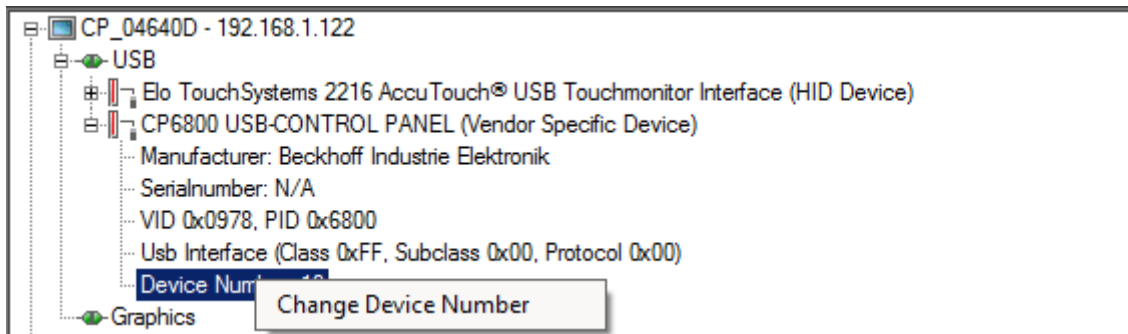 CP_04640D - 192.168.1.122
USB
Elo TouchSystems 2216 AccuTouch® USB Touchmonitor Interface (HID Device)
CP6800 USB-CONTROL PANEL (Vendor Specific Device)
Manufacturer: Beckhoff Industrie Elektronik
Serialnumber: N/A
VID 0x0978, PID 0x6800
Usb Interface (Class 0xFF, Subclass 0x00, Protocol 0x00)
Device
Change Device Number
Graphics